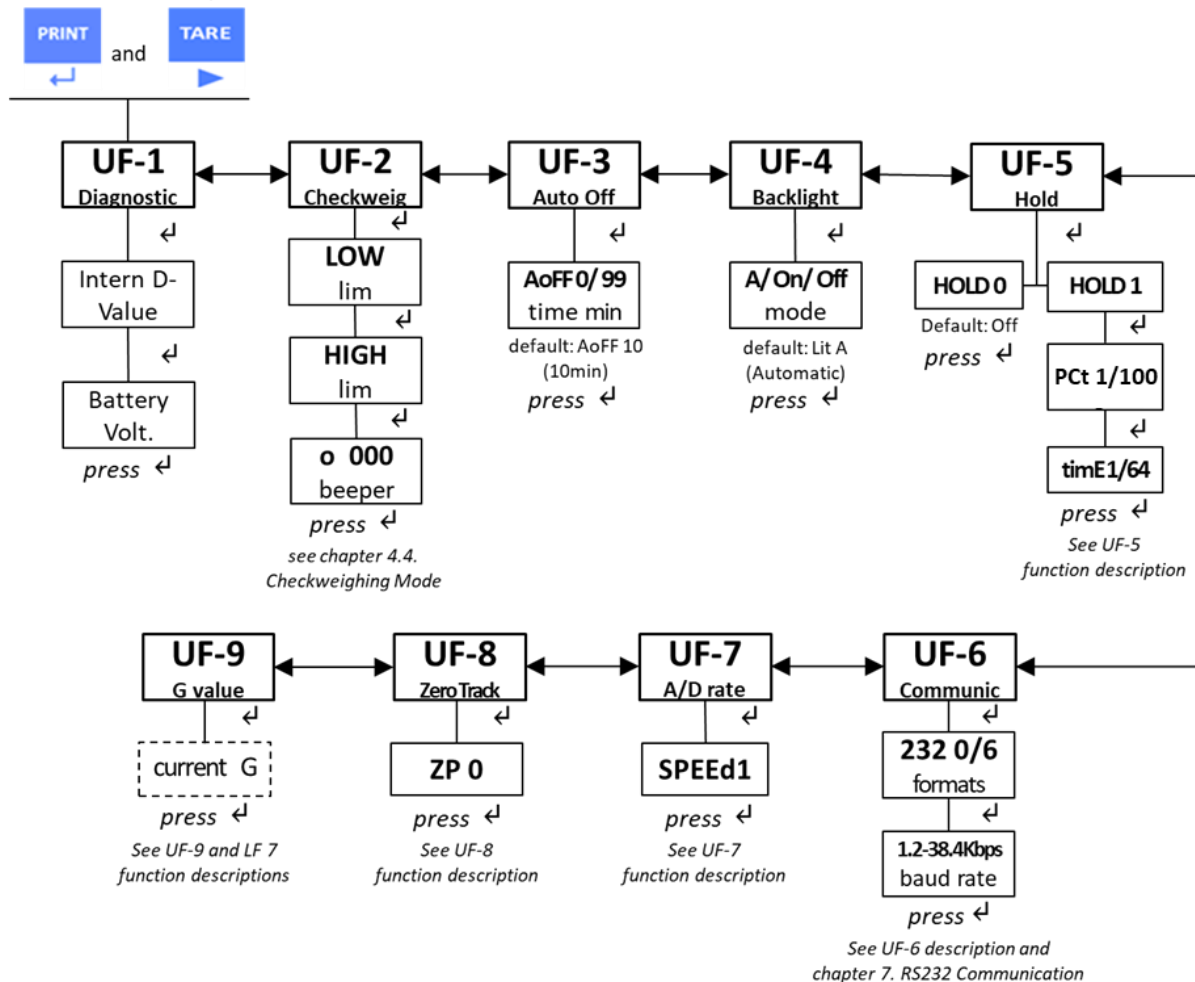 PRINT
and
TARE
UF-1
Diagnostic
Intern D-
Value
Battery
Volt.
press ↵
UF-2
Checkweig
LOW
lim
HIGH
lim
o 000
beeper
press ↵
see chapter 4.4.
Checkweighing Mode
UF-3
Auto Off
AoFF 0/ 99
time min
default: AoFF 10
(10min)
press ↵
UF-4
Backlight
A/ On/ Off
mode
default: Lit A
(Automatic)
press ↵
UF-5
Hold
HOLD 0
Default: Off
press ↵
HOLD 1
PCt 1/100
timE1/64
press ↵
See UF-5
function description
UF-9
G value
current G
press ↵
See UF-9 and LF 7
function descriptions
UF-8
Zero Track
ZP 0
press ↵
See UF-8
function description
UF-7
A/D rate
SPEEd1
press ↵
See UF-7
function description
UF-6
Communic
232 0/6
formats
1.2-38.4Kbps
baud rate
press ↵
See UF-6 description and
chapter 7. RS232 Communication